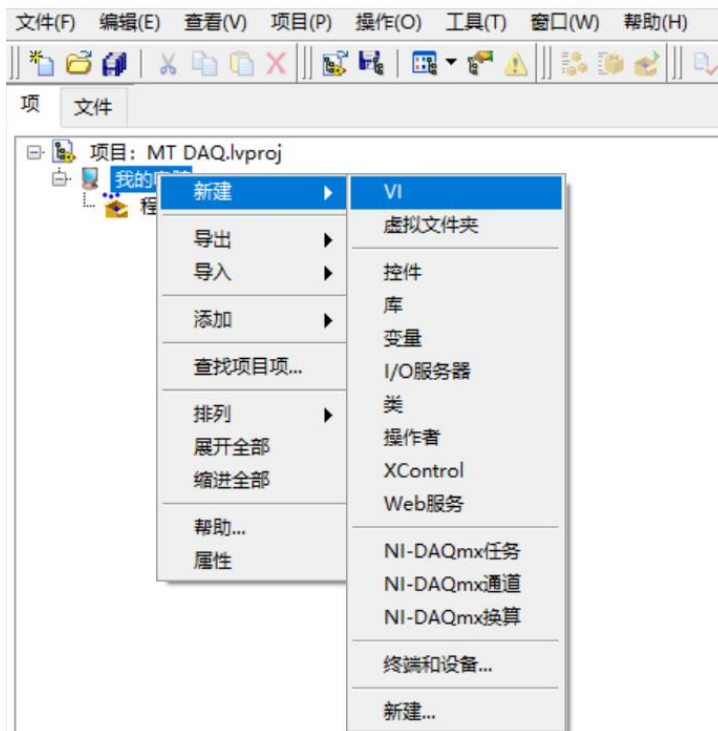 文件(F) 编辑(E) 查看(V) 项目(P) 操作(O) 工具(T) 窗口(W) 帮助(H)
项 文件
项目：MT DAQ.lvproj
我的
程
新建
导出
导入
添加
查找项目项...
排列
展开全部
缩进全部
帮助...
属性
VI
虚拟文件夹
控件
库
变量
I/O服务器
类
操作者
XControl
Web服务
NI-DAQmx任务
NI-DAQmx通道
NI-DAQmx换算
终端和设备...
新建...